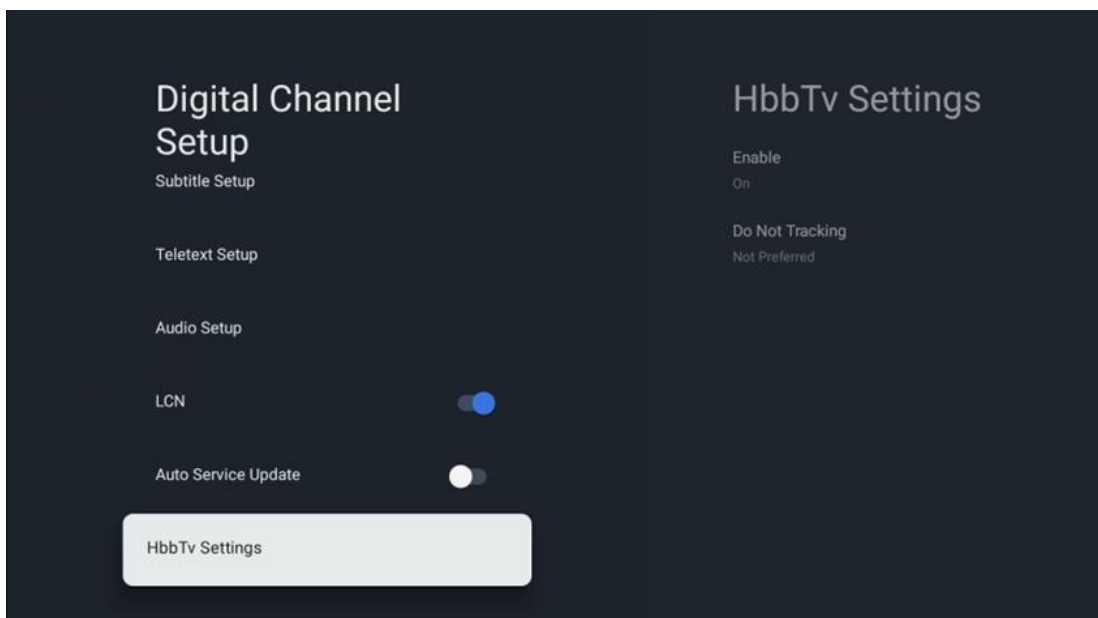 Digital Channel
Setup
Subtitle Setup
Teletext Setup
Audio Setup
LCN
Auto Service Update
HbbTv Settings
HbbTv Settings
Enable
On
Do Not Tracking
Not Preferred